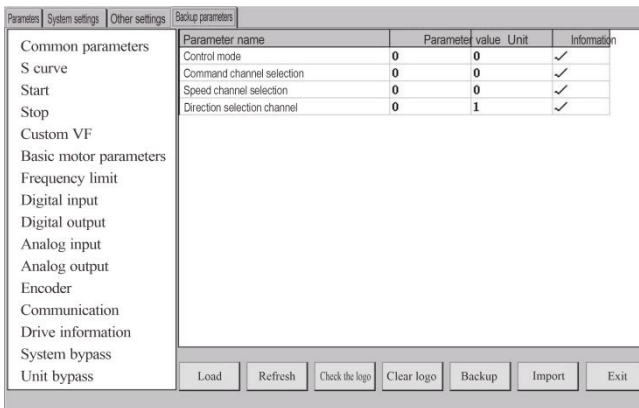 Parameters System settings Other settings Backup parameters
Common parameters
S curve
Start
Stop
Custom VF
Basic motor parameters
Frequency limit
Digital input
Digital output
Analog input
Analog output
Encoder
Communication
Drive information
System bypass
Unit bypass
Parameter name Parameter value Unit Information
Control mode 0 0 ✓
Command channel selection 0 0 ✓
Speed channel selection 0 0 ✓
Direction selection channel 0 1 ✓
Load Refresh Check the logo Clear logo Backup Import Exit